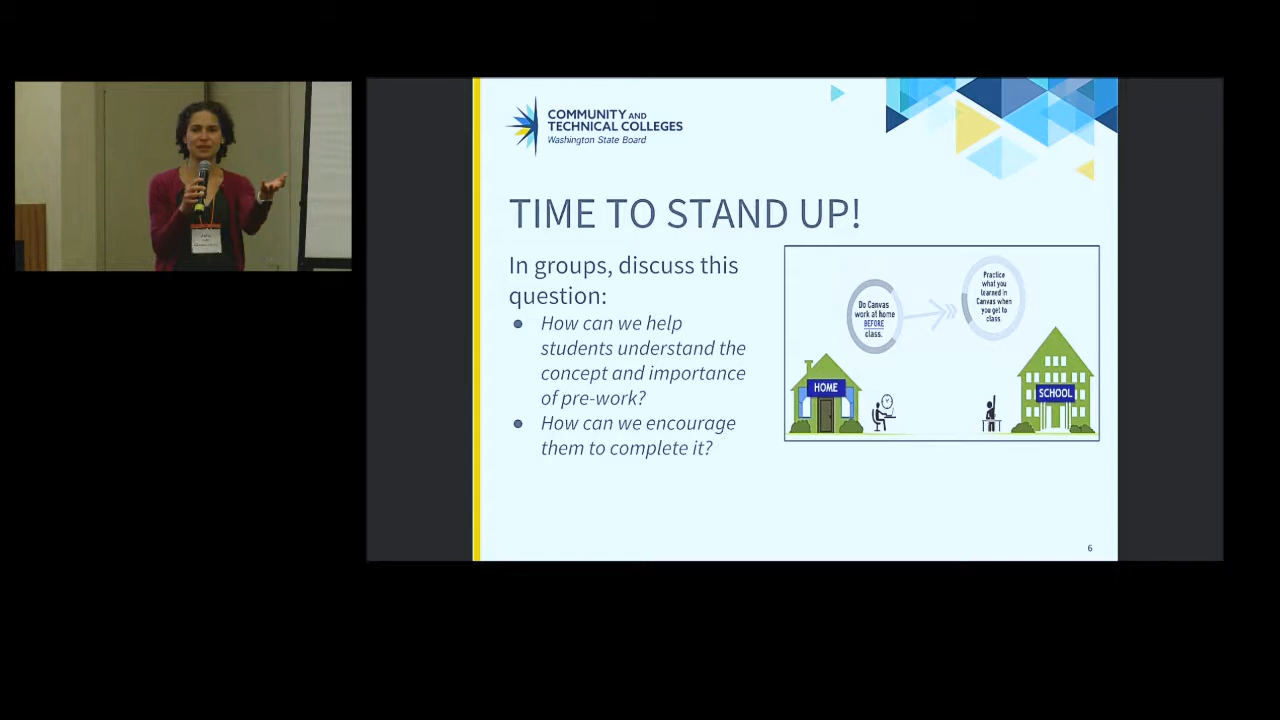 COMMUNITY AND
TECHNICAL COLLEGES
Washington State Board
TIME TO STAND UP!
In groups, discuss this
question:
● How can we help
students understand the
concept and importance
of pre-work?
● How can we encourage
them to complete it?
Do Canvas
work at home
BEFORE
class.
Practice
what you
learned in
Canvas when
you get to
class.
HOME
SCHOOL
6